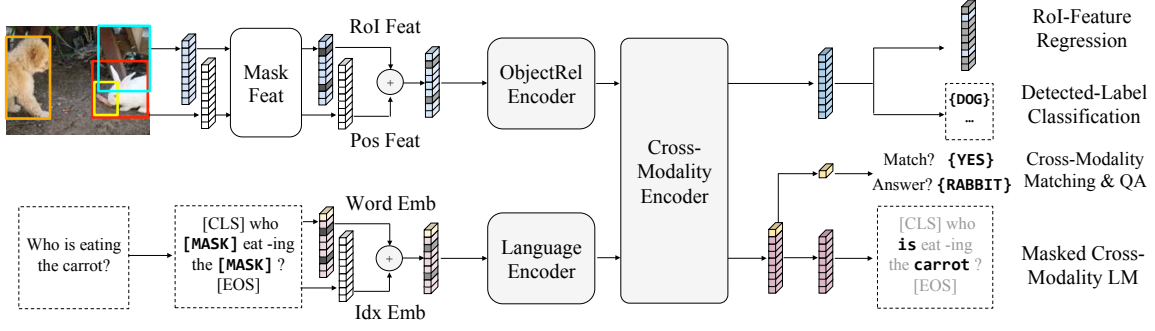 RoI Feat
Mask
Feat
Pos Feat
ObjectRel
Encoder
Cross-
Modality
Encoder
RoI-Feature
Regression
{DOG}
…
Detected-Label
Classification
Match? {YES}
Answer? {RABBIT}
Cross-Modality
Matching & QA
Who is eating
the carrot?
[CLS] who
[MASK] eat -ing
the [MASK] ?
[EOS]
Word Emb
Idx Emb
Language
Encoder
[CLS] who
is eat -ing
the carrot ?
[EOS]
Masked Cross-
Modality LM
+
+